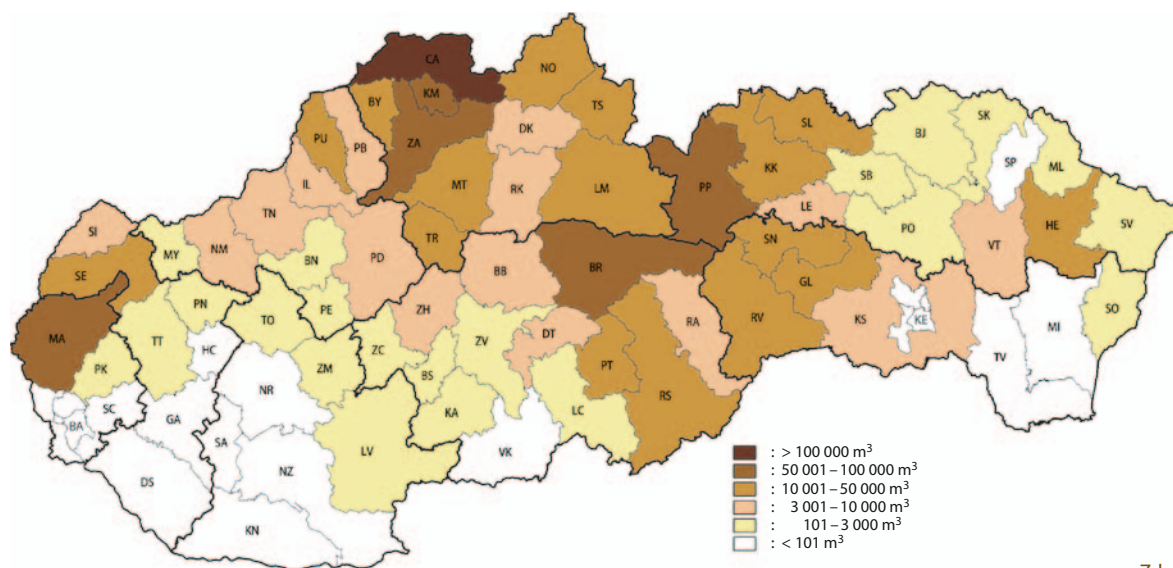 CA
NO
KM
BY
TS
PU
PB
ZA
DK
SL
BJ
SK
KK
SP
ML
IL
MT
RK
LM
PP
SB
LE
TN
PO
HE
SV
SI
NM
TR
SN
VT
MY
BN
PD
BB
BR
SE
GL
PN
PE
ZH
RA
RV
KS
KE
SO
MA
TT
HC
TO
ZC
ZV
DT
MI
TV
PK
ZM
BS
PT
SC
NR
KA
LC
RS
BA
GA
SA
LV
VK
NZ
DS
KN
: > 100 000 m³
: 50 001 – 100 000 m³
: 10 001 – 50 000 m³
: 3 001 – 10 000 m³
: 101 – 3 000 m³
: < 101 m³